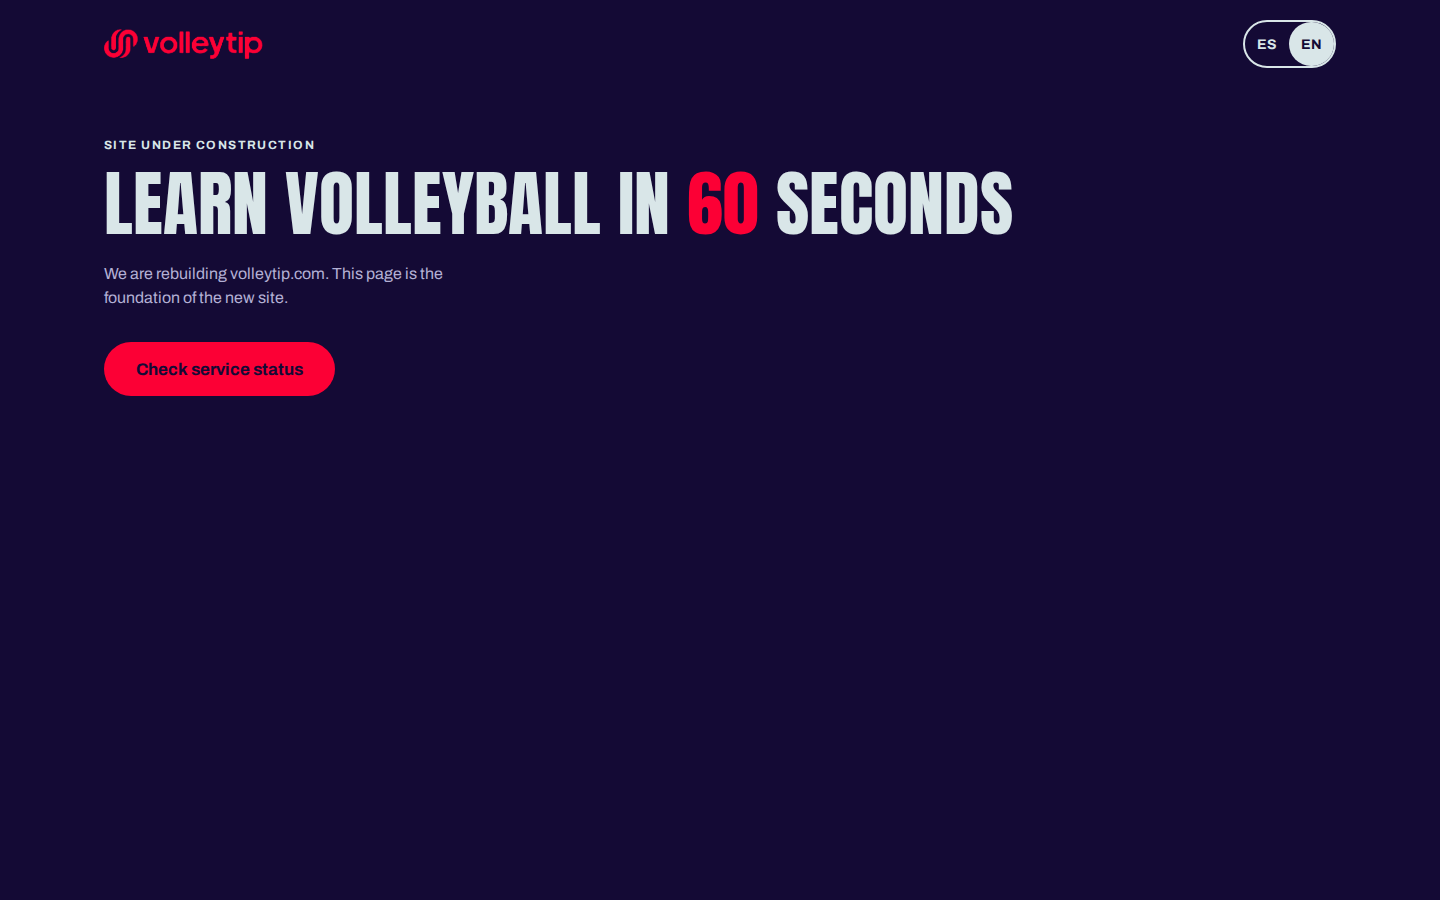 volleytip
ES EN
SITE UNDER CONSTRUCTION
LEARN VOLLEYBALL IN 60 SECONDS
We are rebuilding volleytip.com. This page is the
foundation of the new site.
Check service status